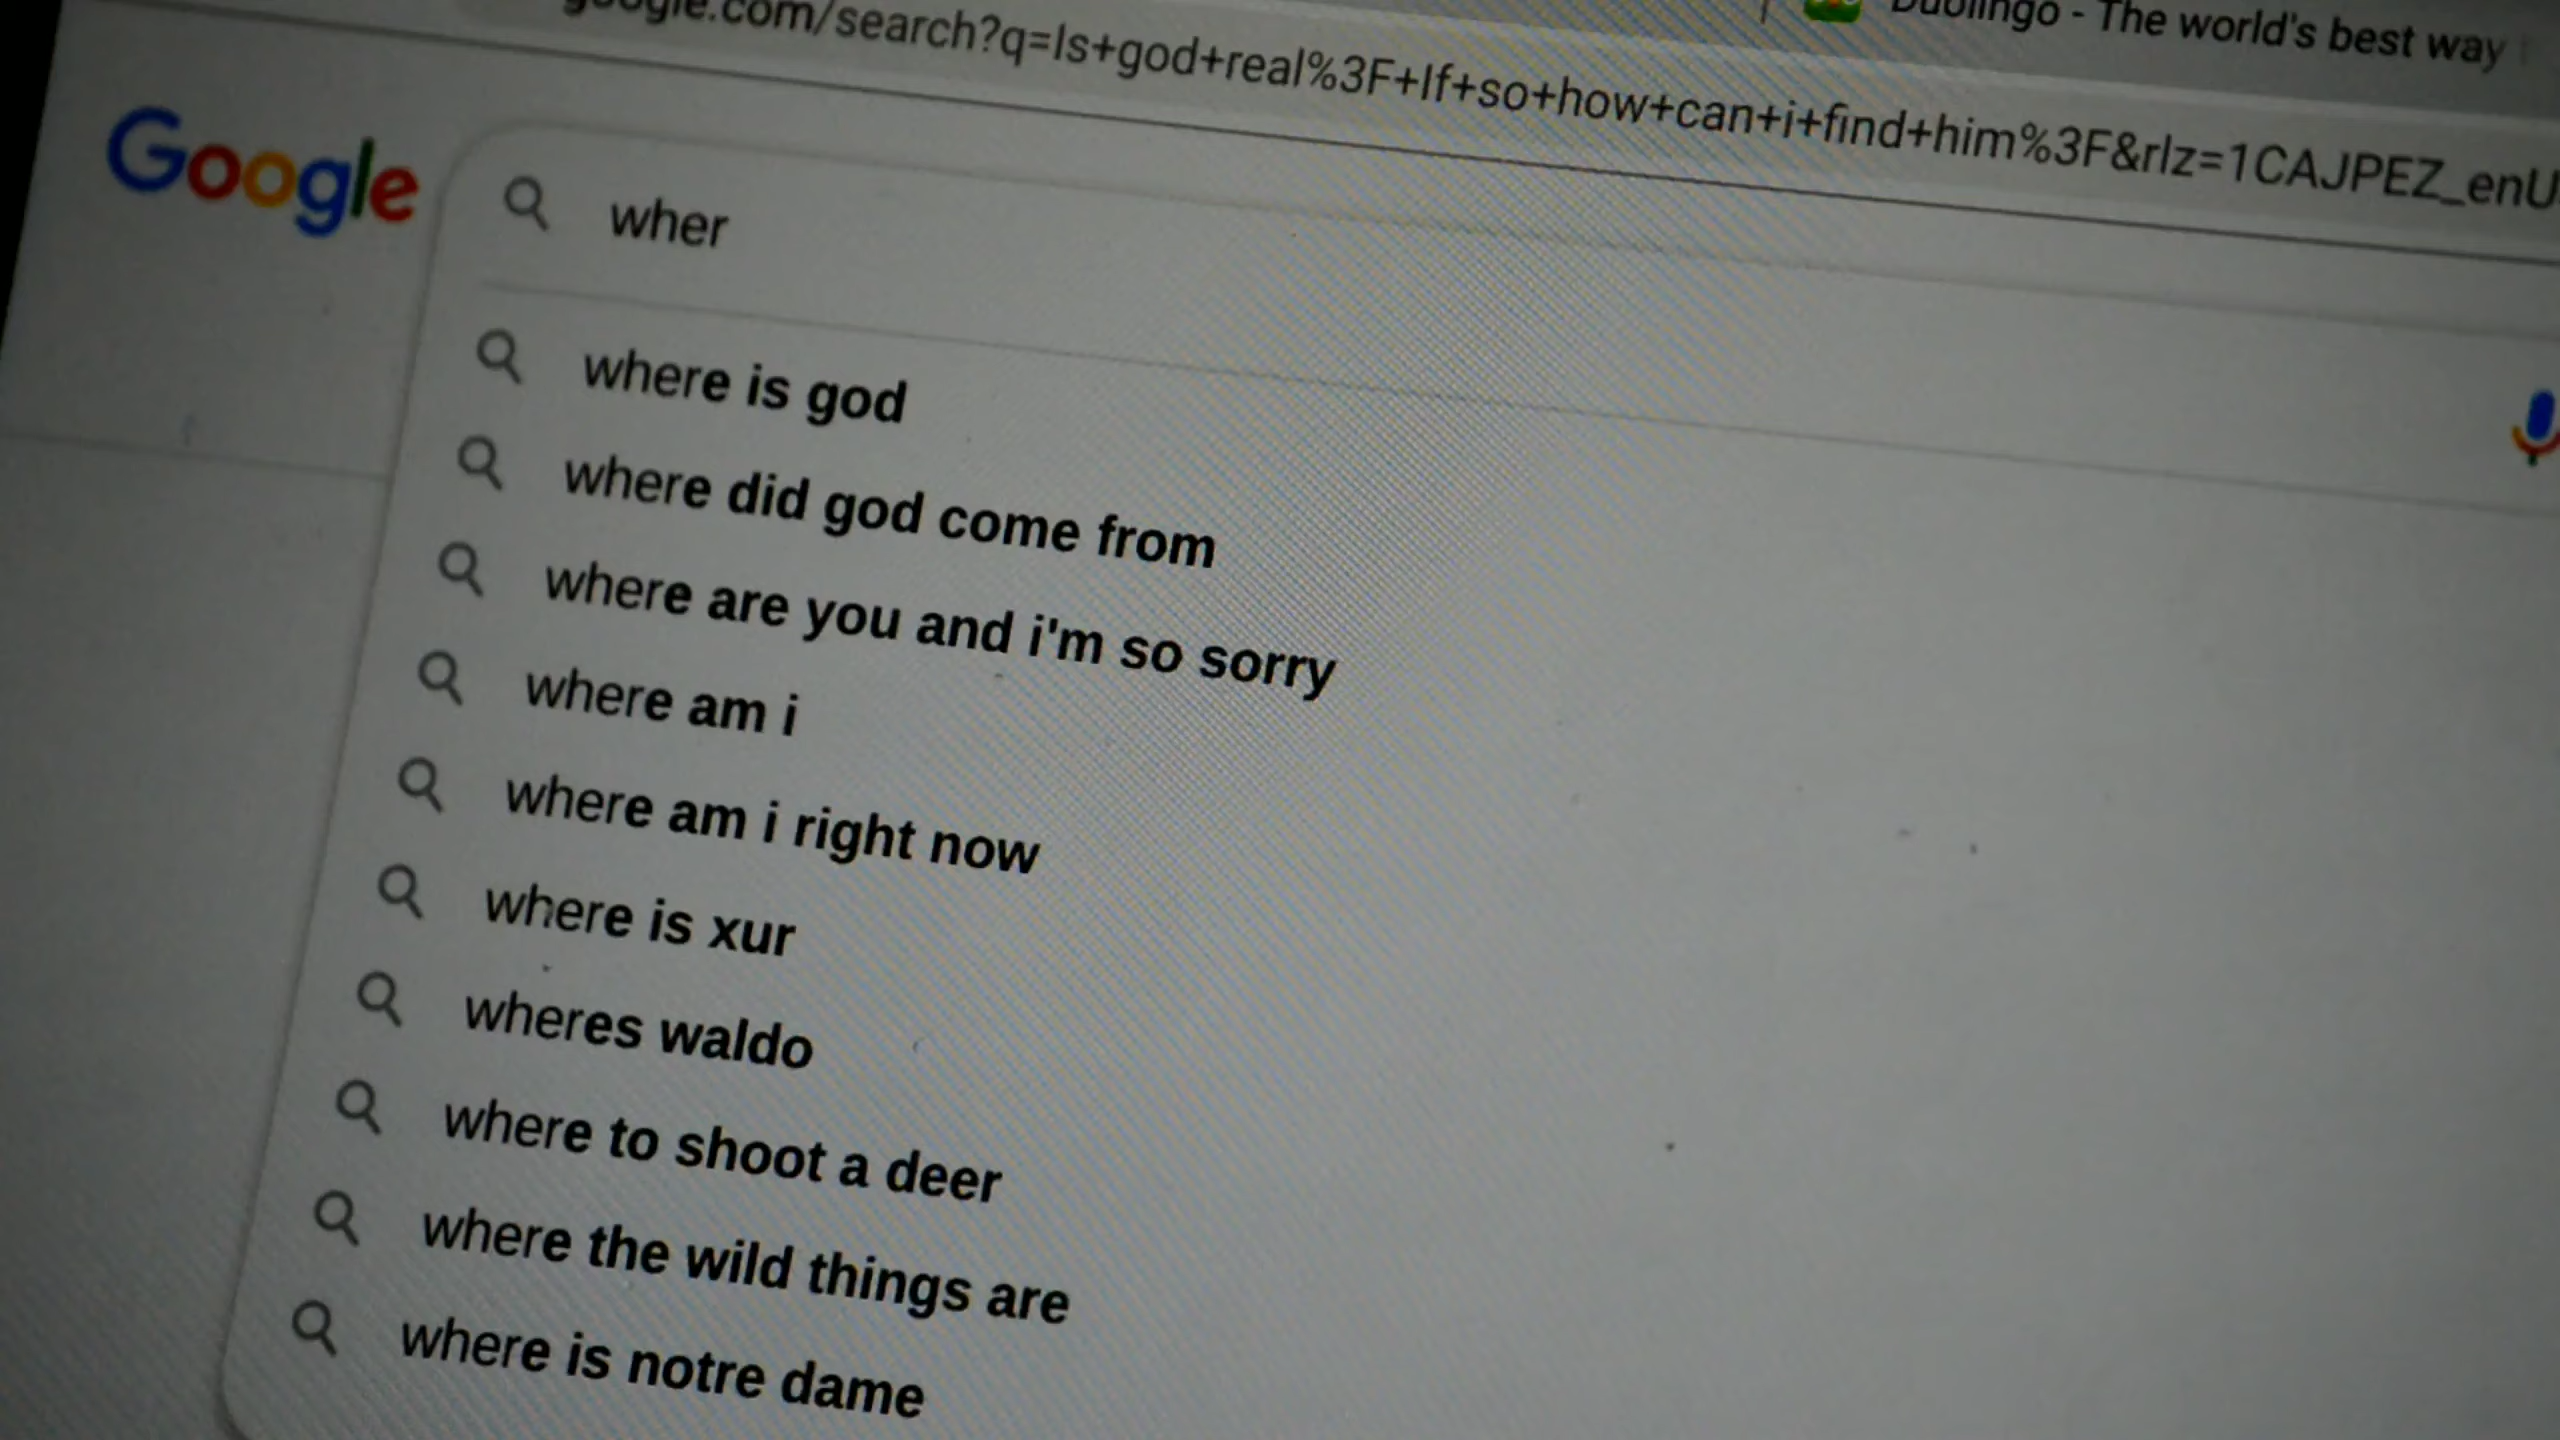 Duolingo - The world's best way
google.com/search?q=Is+god+real%3F+If+so+how+can+i+find+him%3F&rlz=1CAJPEZ_enU
Google
wher
where is god
where did god come from
where are you and i'm so sorry
where am i
where am i right now
where is xur
wheres waldo
where to shoot a deer
where the wild things are
where is notre dame